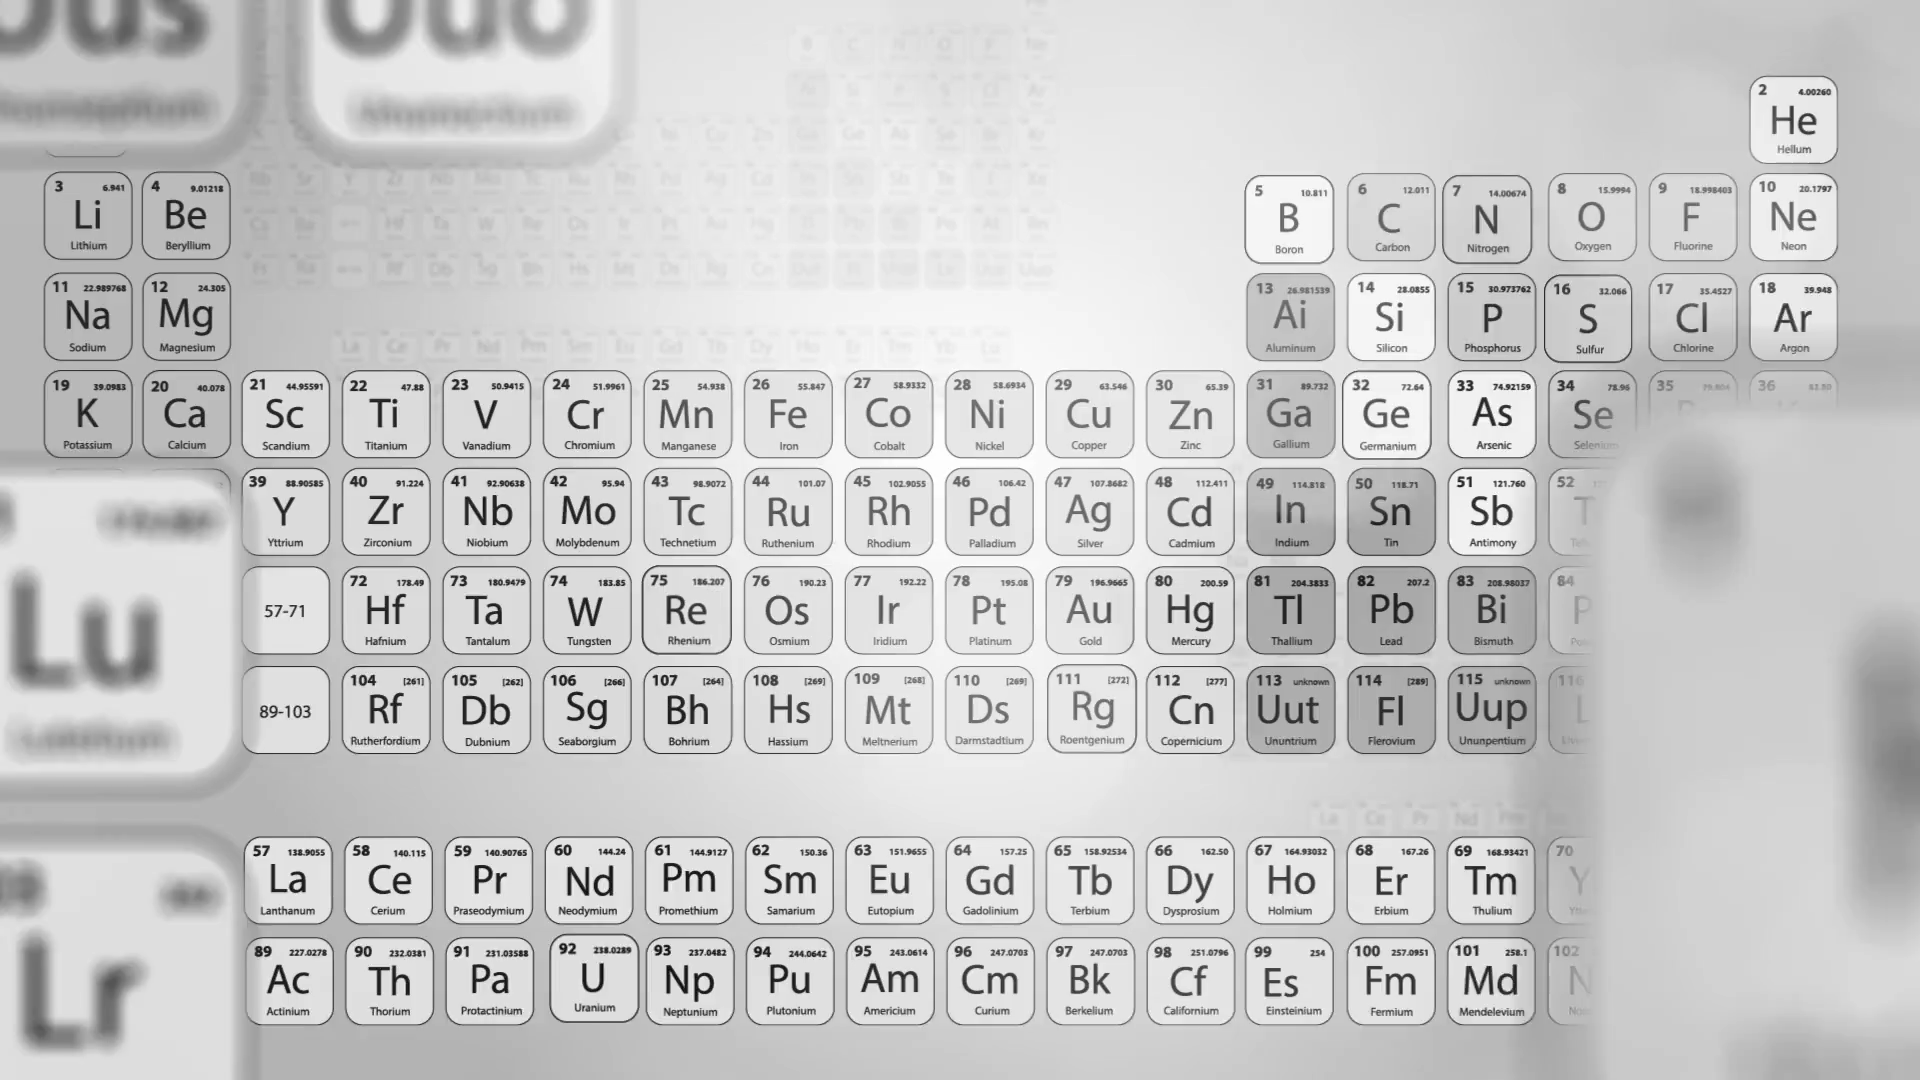 Uuo
2 4.00260
He
Hellum
3 6.941 4 9.01218 5 10.811 6 12.011 7 14.00674 8 15.9994 9 18.998403 10 20.1797
Li Be B C N O F Ne
Lithium Beryllium Boron Carbon Nitrogen Oxygen Fluorine Neon
11 22.989768 12 24.305 13 26.981539 14 28.0855 15 30.973762 16 32.066 17 35.4527 18 39.948
Na Mg Ai Si P S Cl Ar
Sodium Magnesium Aluminum Silicon Phosphorus Sulfur Chlorine Argon
19 39.0983 20 40.078 21 44.95591 22 47.88 23 50.9415 24 51.9961 25 54.938 26 55.847 27 58.9332 28 58.6934 29 63.546 30 65.39 31 89.732 32 72.64 33 74.92159 34 78.96 35 36
K Ca Sc Ti V Cr Mn Fe Co Ni Cu Zn Ga Ge As Se
Potassium Calcium Scandium Titanium Vanadium Chromium Manganese Iron Cobalt Nickel Copper Zinc Gallium Germanium Arsenic
39 88.90585 40 91.224 41 92.90638 42 95.94 43 98.9072 44 101.07 45 102.9055 46 106.42 47 107.8682 48 112.411 49 114.818 50 118.71 51 121.760 52
Y Zr Nb Mo Tc Ru Rh Pd Ag Cd In Sn Sb
Yttrium Zirconium Niobium Molybdenum Technetium Ruthenium Rhodium Palladium Silver Cadmium Indium Tin Antimony
72 178.49 73 180.9479 74 183.85 75 186.207 76 190.23 77 192.22 78 195.08 79 196.9665 80 200.59 81 204.3833 82 207.2 83 208.98037 84
Lu 57-71 Hf Ta W Re Os Ir Pt Au Hg Tl Pb Bi
Hafnium Tantalum Tungsten Rhenium Osmium Iridium Platinum Gold Mercury Thallium Lead Bismuth
104 [261] 105 [262] 106 [266] 107 [264] 108 [269] 109 [268] 110 [269] 111 [272] 112 [277] 113 unknown 114 [289] 115 unknown 116
89-103 Rf Db Sg Bh Hs Mt Ds Rg Cn Uut Fl Uup
Rutherfordium Dubnium Seaborgium Bohrium Hassium Meltnerium Darmstadtium Roentgenium Copernicium Ununtrium Flerovium Ununpentium
57 138.9055 58 140.115 59 140.90765 60 144.24 61 144.9127 62 150.36 63 151.9655 64 157.25 65 158.92534 66 162.50 67 164.93032 68 167.26 69 168.93421 70
La Ce Pr Nd Pm Sm Eu Gd Tb Dy Ho Er Tm
Lanthanum Cerium Praseodymium Neodymium Promethium Samarium Eutopium Gadolinium Terbium Dysprosium Holmium Erbium Thulium
89 227.0278 90 232.0381 91 231.03588 92 238.0289 93 237.0482 94 244.0642 95 243.0614 96 247.0703 97 247.0703 98 251.0796 99 254 100 257.0951 101 258.1 102
Lr Ac Th Pa U Np Pu Am Cm Bk Cf Es Fm Md
Actinium Thorium Protactinium Uranium Neptunium Plutonium Americium Curium Berkelium Californium Einsteinium Fermium Mendelevium